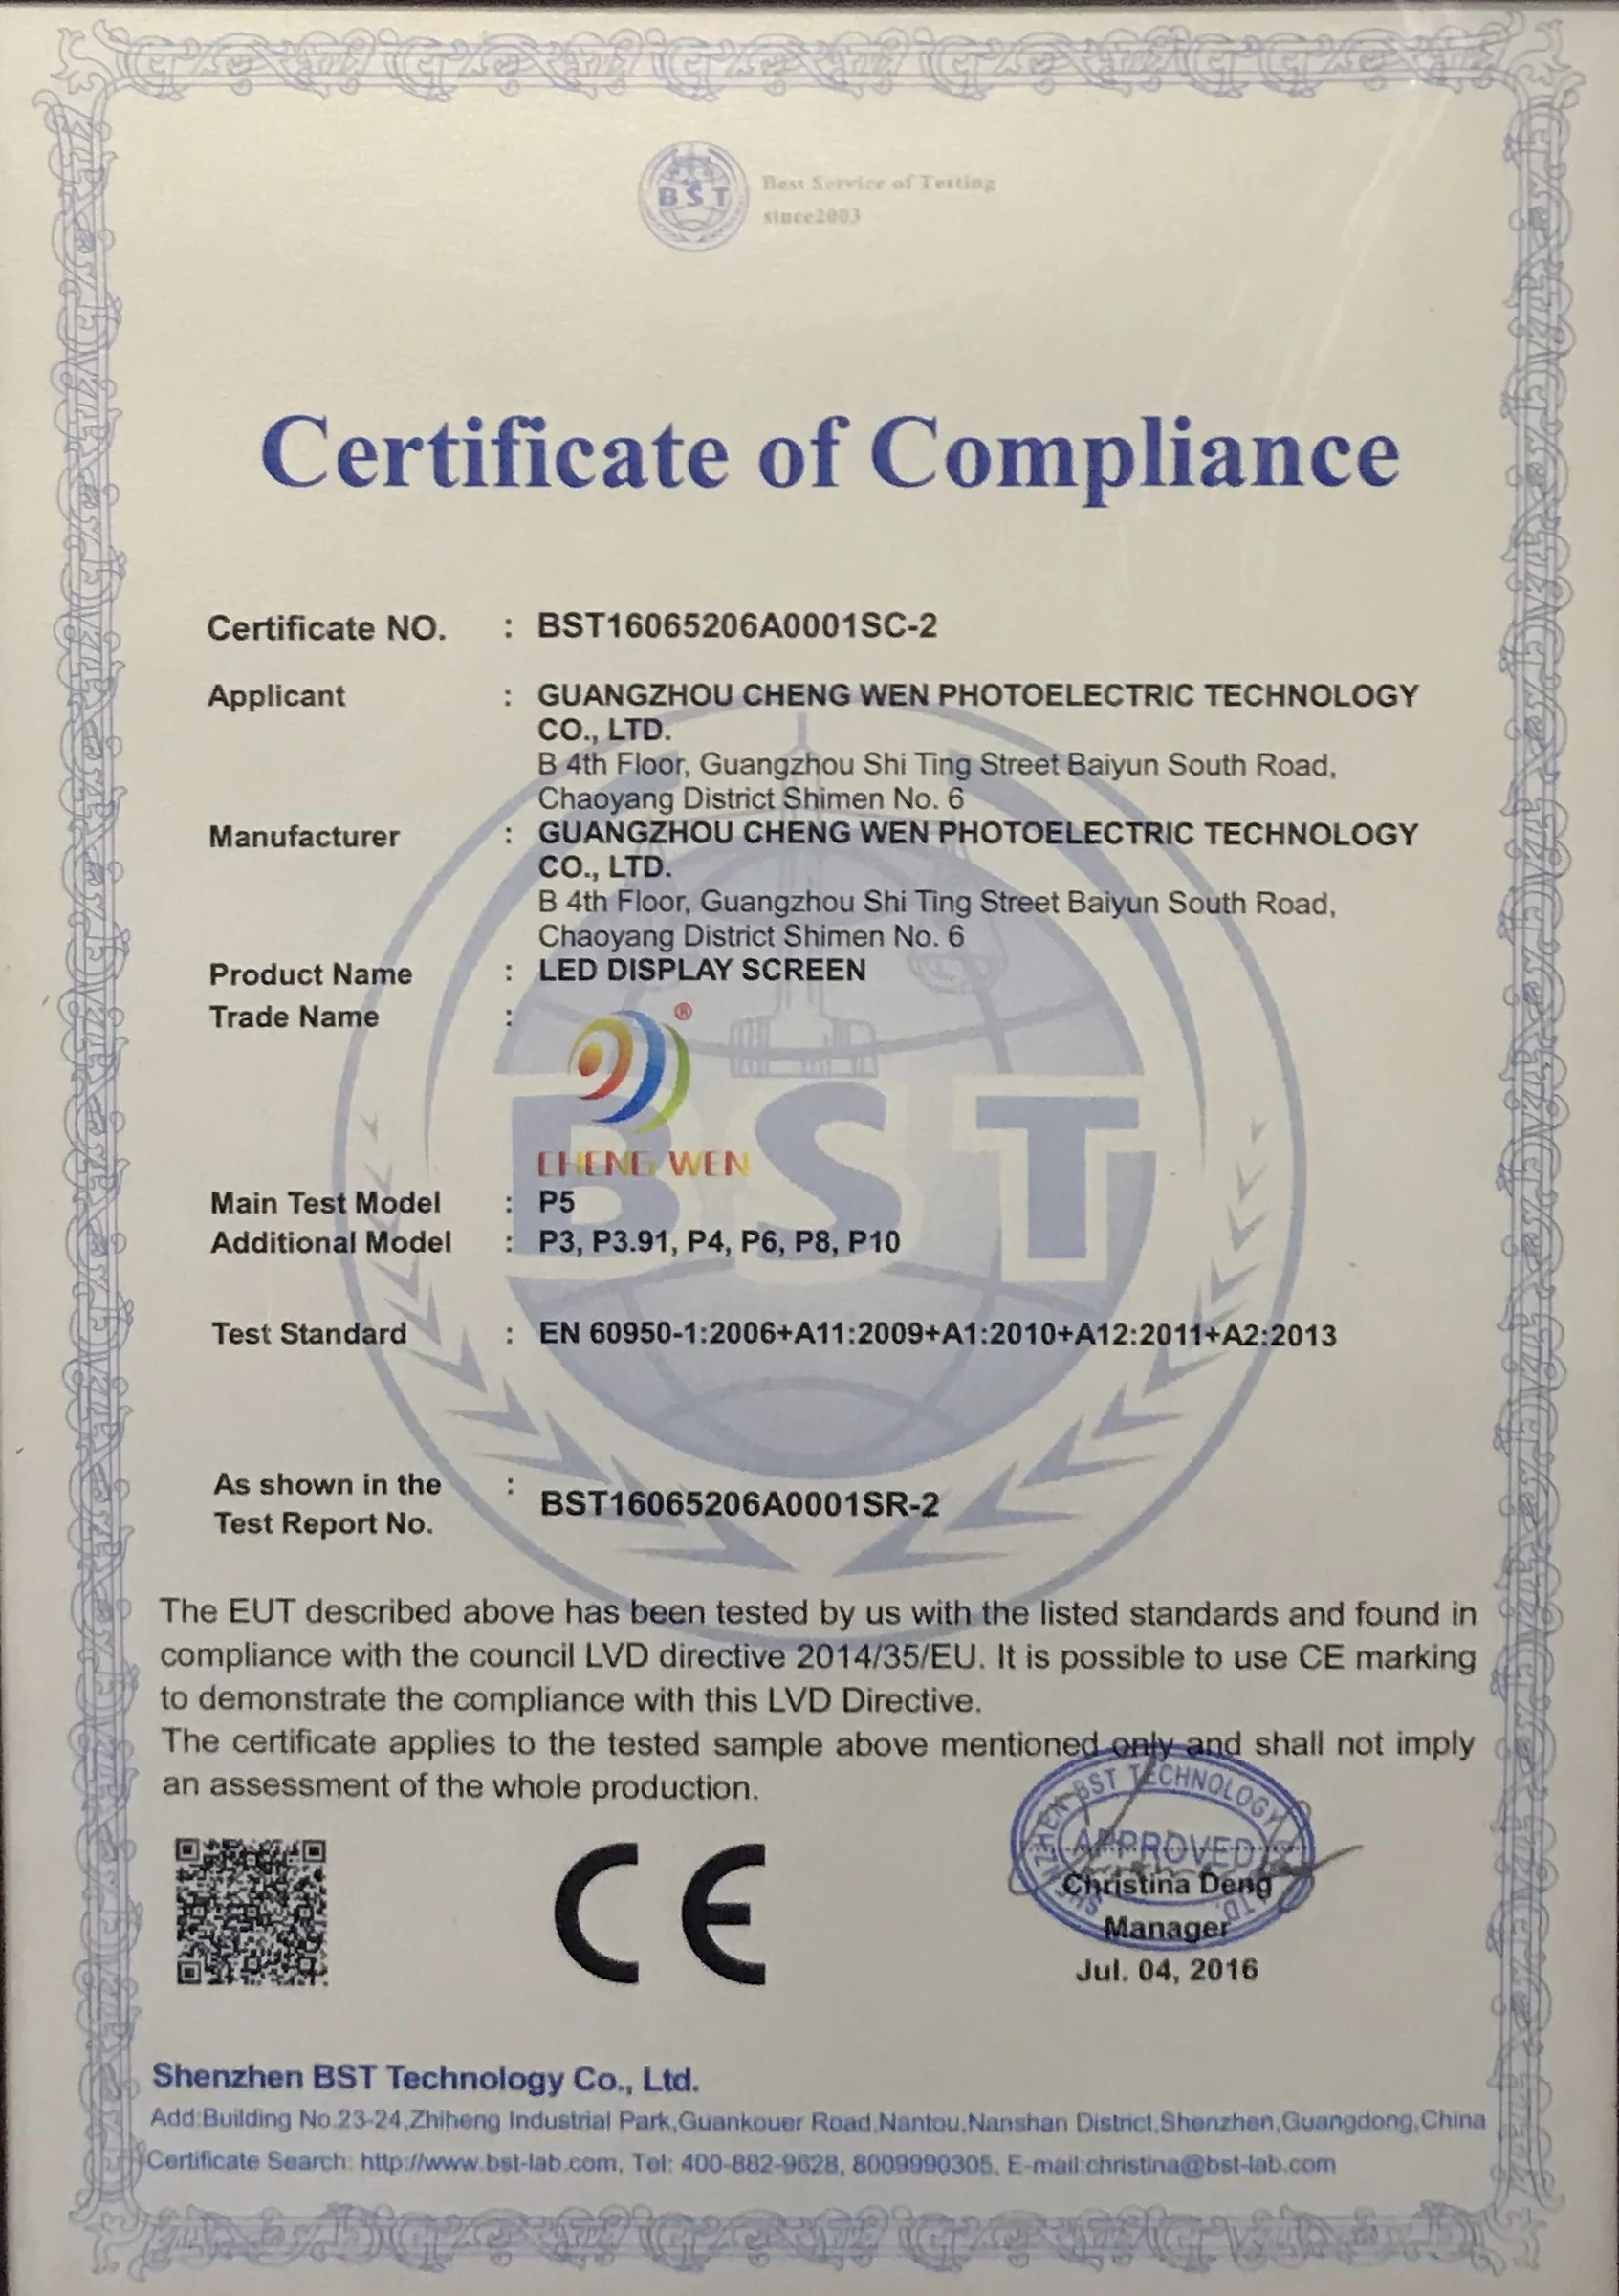 BST
Best Service of Testing
since2003
Certificate of Compliance
Certificate NO. : BST16065206A0001SC-2
Applicant : GUANGZHOU CHENG WEN PHOTOELECTRIC TECHNOLOGY
CO., LTD.
B 4th Floor, Guangzhou Shi Ting Street Baiyun South Road,
Chaoyang District Shimen No. 6
Manufacturer : GUANGZHOU CHENG WEN PHOTOELECTRIC TECHNOLOGY
CO., LTD.
B 4th Floor, Guangzhou Shi Ting Street Baiyun South Road,
Chaoyang District Shimen No. 6
Product Name : LED DISPLAY SCREEN
Trade Name :
®
CHENG WEN
BST
Main Test Model : P5
Additional Model : P3, P3.91, P4, P6, P8, P10
Test Standard : EN 60950-1:2006+A11:2009+A1:2010+A12:2011+A2:2013
As shown in the :
Test Report No. BST16065206A0001SR-2
The EUT described above has been tested by us with the listed standards and found in
compliance with the council LVD directive 2014/35/EU. It is possible to use CE marking
to demonstrate the compliance with this LVD Directive.
The certificate applies to the tested sample above mentioned only and shall not imply
an assessment of the whole production.
CE
SHENZHEN BST TECHNOLOGY CO., LTD.
APPROVED
Christina Deng
Manager
Jul. 04, 2016
Shenzhen BST Technology Co., Ltd.
Add:Building No.23-24,Zhiheng Industrial Park,Guankouer Road,Nantou,Nanshan District,Shenzhen,Guangdong,China
Certificate Search: http://www.bst-lab.com, Tel: 400-882-9628, 8009990305, E-mail:christina@bst-lab.com